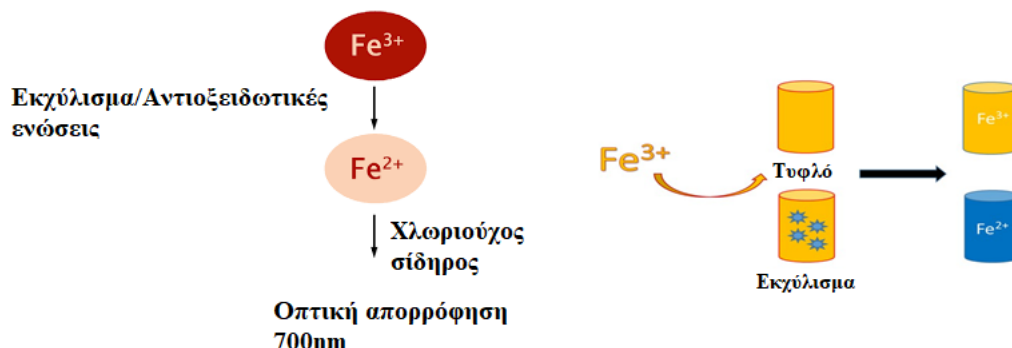 Fe³⁺
Εκχύλισμα/Αντιοξειδωτικές
ενώσεις
Fe²⁺
Χλωριούχος
σίδηρος
Οπτική απορρόφηση
700nm
Fe³⁺
Τυφλό
Εκχύλισμα
Fe³⁺
Fe²⁺